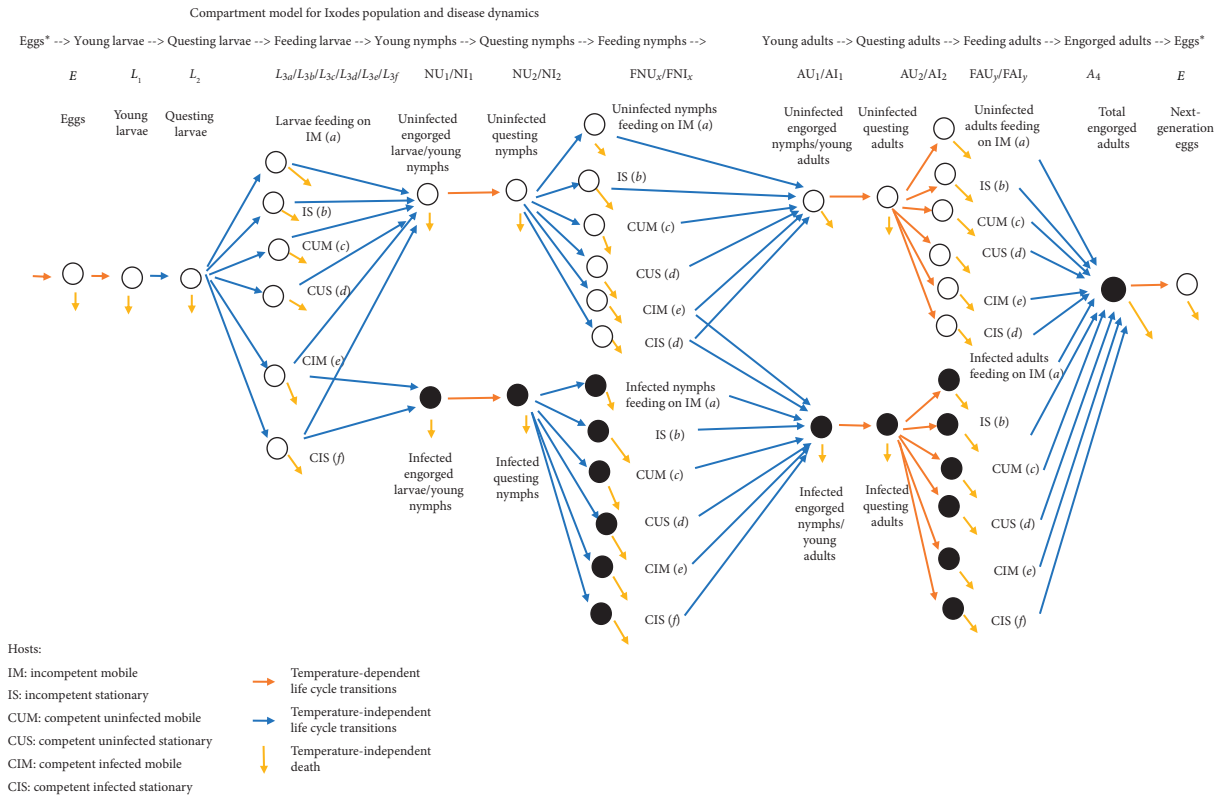 Compartment model for Ixodes population and disease dynamics
Eggs* --> Young larvae --> Questing larvae --> Feeding larvae --> Young nymphs --> Questing nymphs --> Feeding nymphs -->
Young adults --> Questing adults --> Feeding adults --> Engorged adults --> Eggs*
E
L1
L2
L3a/L3b/L3c/L3d/L3e/L3f
NU1/NI1
NU2/NI2
FNUx/FNIx
AU1/AI1
AU2/AI2
FAUy/FAIy
A4
E
Eggs
Young
larvae
Questing
larvae
Larvae feeding on
IM (a)
IS (b)
CUM (c)
CUS (d)
CIM (e)
CIS (f)
Uninfected
engorged
larvae/young
nymphs
Infected
engorged
larvae/young
nymphs
Uninfected
questing
nymphs
Infected
questing
nymphs
Uninfected nymphs
feeding on IM (a)
IS (b)
CUM (c)
CUS (d)
CIM (e)
CIS (d)
Infected nymphs
feeding on IM (a)
IS (b)
CUM (c)
CUS (d)
CIM (e)
CIS (f)
Uninfected
engorged
nymphs/young
adults
Infected
engorged
nymphs/
young
adults
Uninfected
questing
adults
Infected
questing
adults
Uninfected
adults feeding
on IM (a)
IS (b)
CUM (c)
CUS (d)
CIM (e)
CIS (d)
Infected adults
feeding on IM (a)
IS (b)
CUM (c)
CUS (d)
CIM (e)
CIS (f)
Total
engorged
adults
Next-
generation
eggs
Hosts:
IM: incompetent mobile
IS: incompetent stationary
CUM: competent uninfected mobile
CUS: competent uninfected stationary
CIM: competent infected mobile
CIS: competent infected stationary
Temperature-dependent
life cycle transitions
Temperature-independent
life cycle transitions
Temperature-independent
death